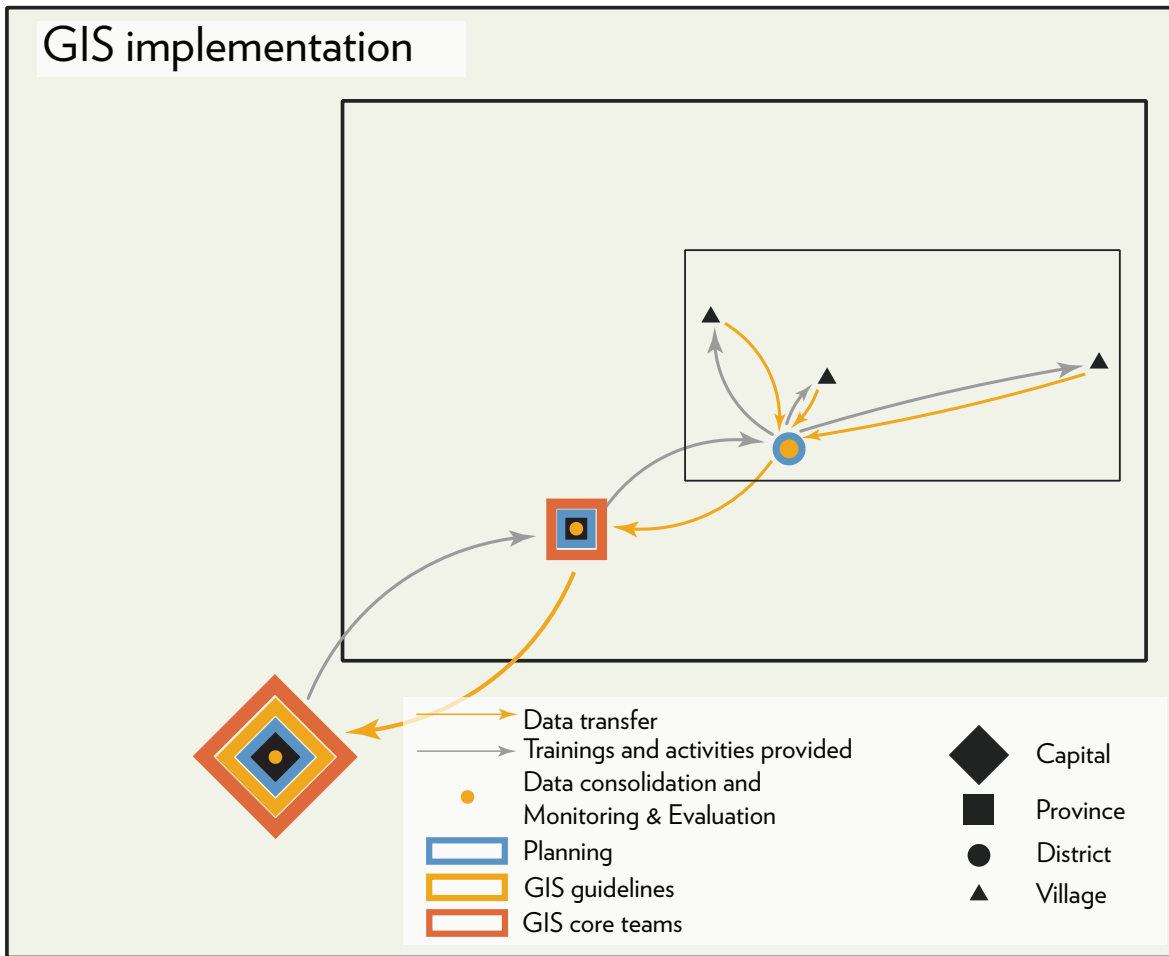 GIS implementation
Data transfer
Trainings and activities provided
Data consolidation and
Monitoring & Evaluation
Planning
GIS guidelines
GIS core teams
Capital
Province
District
Village